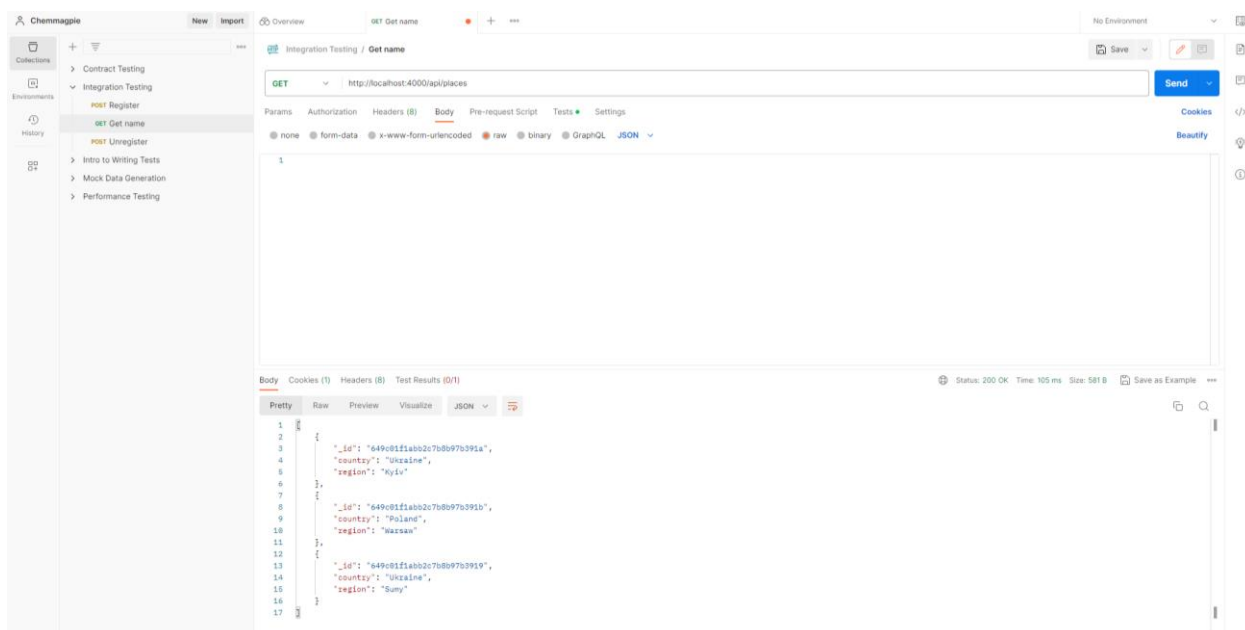 Chemmagpie New Import Overview GET Get name No Environment
Collections
Environments
History
Contract Testing
Integration Testing
POST Register
GET Get name
POST Unregister
Intro to Writing Tests
Mock Data Generation
Performance Testing
Integration Testing / Get name Save
GET http://localhost:4000/api/places Send
Params Authorization Headers (8) Body Pre-request Script Tests Settings Cookies
none form-data x-www-form-urlencoded raw binary GraphQL JSON Beautify
1
Body Cookies (1) Headers (8) Test Results (0/1) Status: 200 OK Time: 105 ms Size: 581 B Save as Example
Pretty Raw Preview Visualize JSON
1 [
2 {
3 "_id": "649c01f1abb2c7b8b97b391a",
4 "country": "Ukraine",
5 "region": "Kyiv"
6 },
7 {
8 "_id": "649c01f1abb2c7b8b97b391b",
9 "country": "Poland",
10 "region": "Warsaw"
11 },
12 {
13 "_id": "649c01f1abb2c7b8b97b3919",
14 "country": "Ukraine",
15 "region": "Sumy"
16 }
17 ]